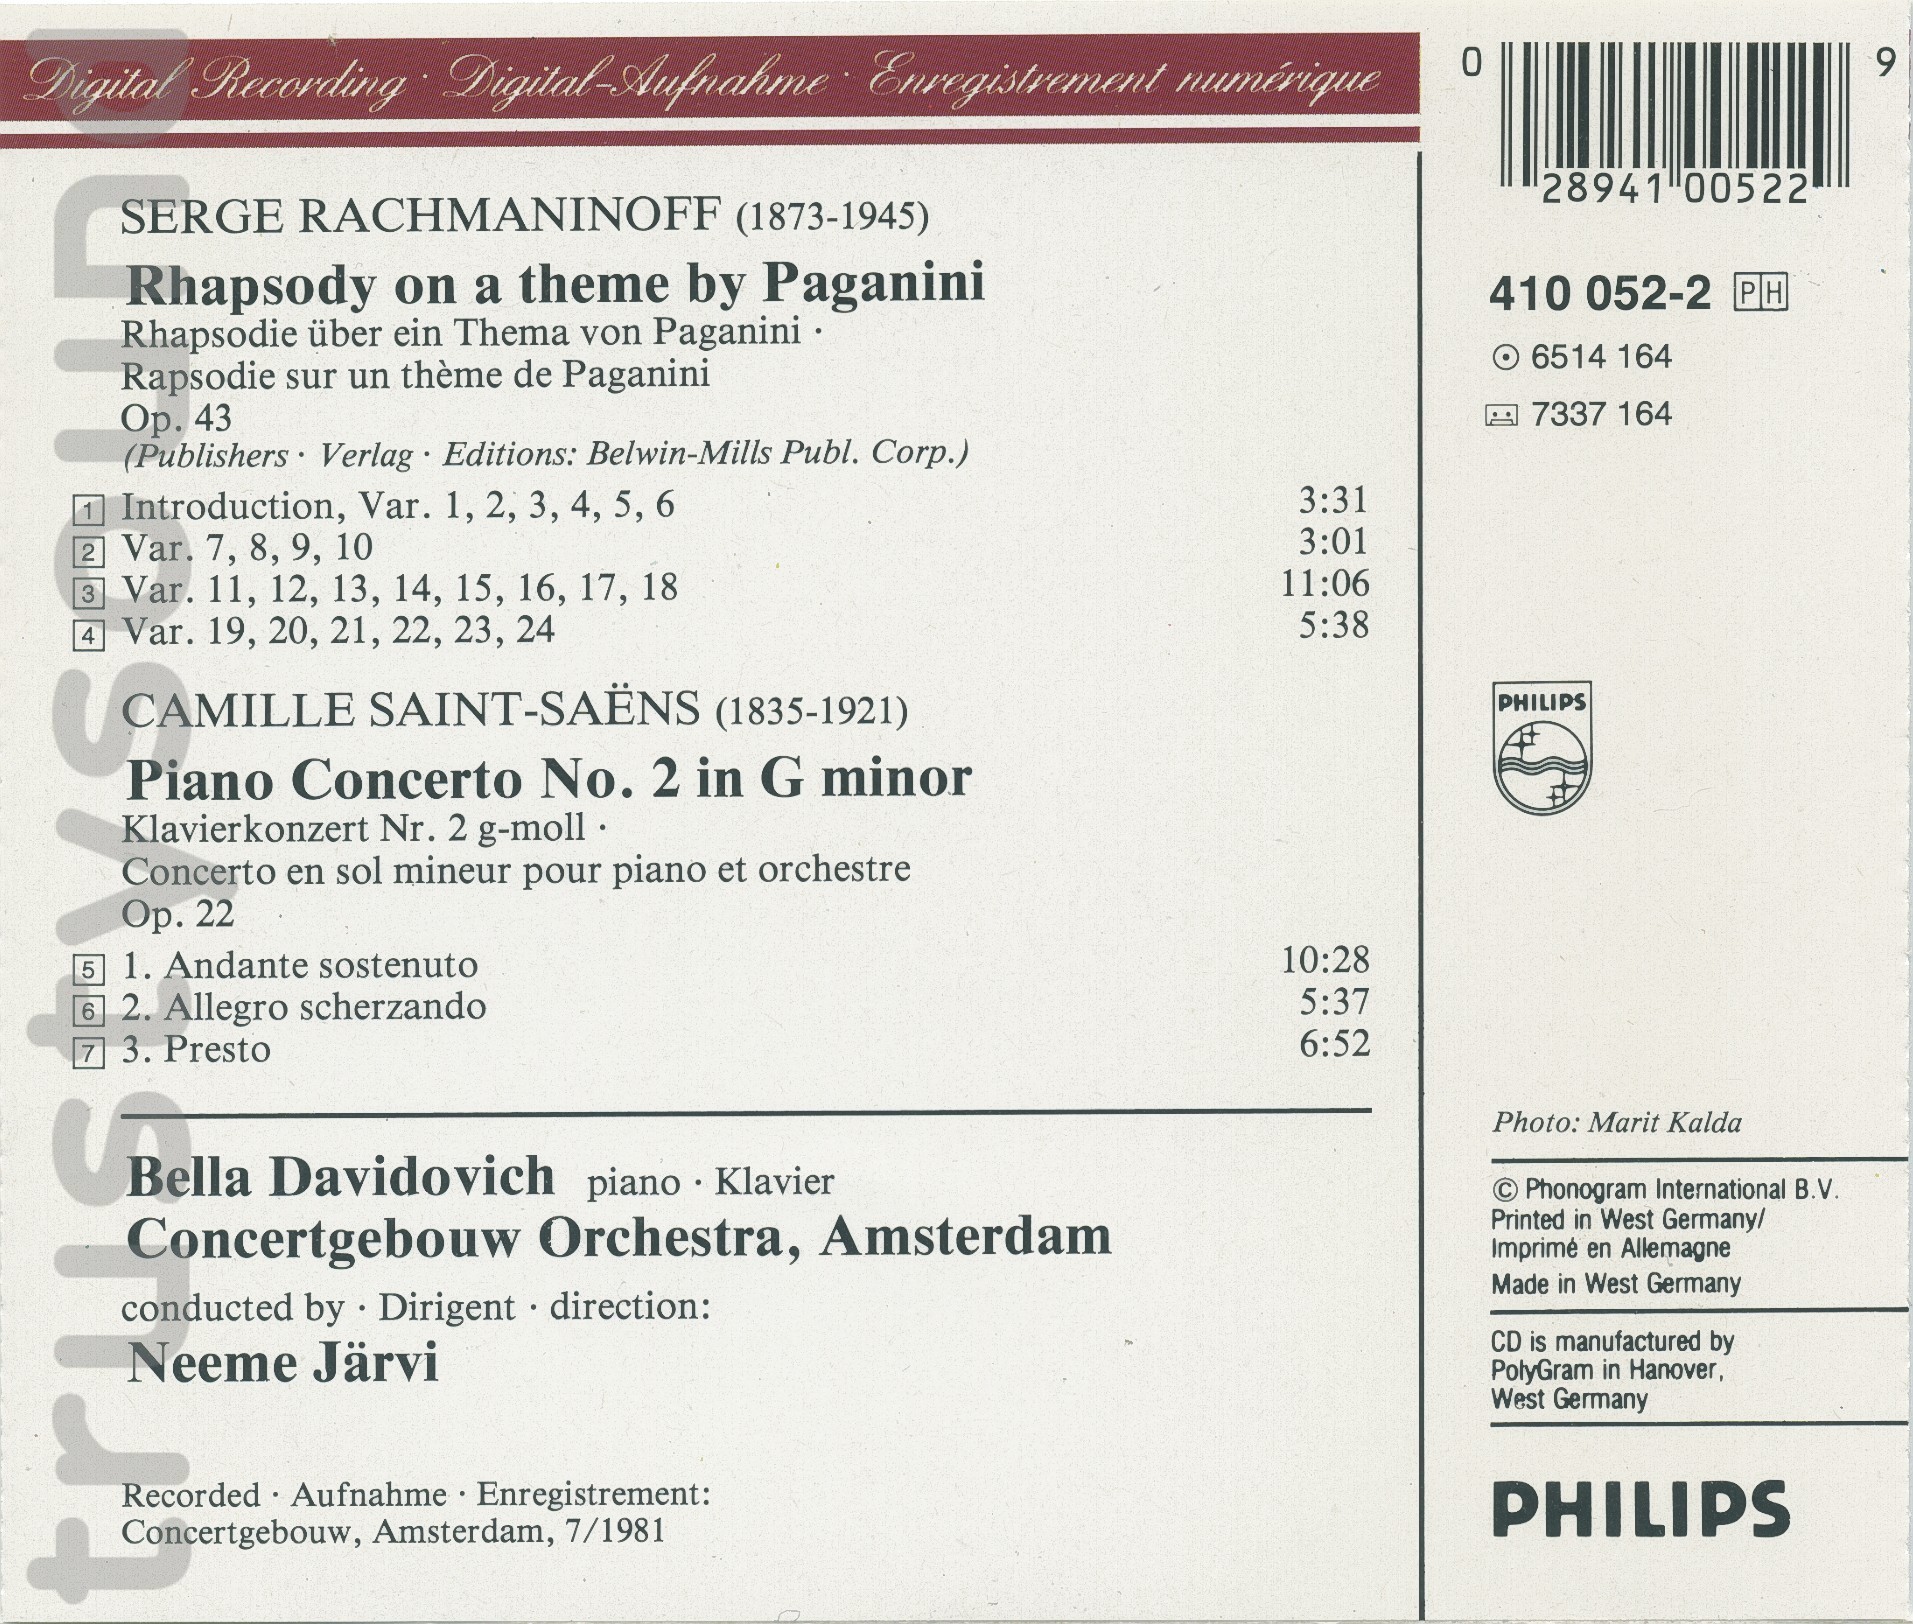 Digital Recording · Digital-Aufnahme · Enregistrement numérique
SERGE RACHMANINOFF (1873-1945)
Rhapsody on a theme by Paganini
Rhapsodie über ein Thema von Paganini ·
Rapsodie sur un thème de Paganini
Op. 43
(Publishers · Verlag · Editions: Belwin-Mills Publ. Corp.)
1 Introduction, Var. 1, 2, 3, 4, 5, 6 3:31
2 Var. 7, 8, 9, 10 3:01
3 Var. 11, 12, 13, 14, 15, 16, 17, 18 11:06
4 Var. 19, 20, 21, 22, 23, 24 5:38
CAMILLE SAINT-SAËNS (1835-1921)
Piano Concerto No. 2 in G minor
Klavierkonzert Nr. 2 g-moll ·
Concerto en sol mineur pour piano et orchestre
Op. 22
5 1. Andante sostenuto 10:28
6 2. Allegro scherzando 5:37
7 3. Presto 6:52
Bella Davidovich piano · Klavier
Concertgebouw Orchestra, Amsterdam
conducted by · Dirigent · direction:
Neeme Järvi
Recorded · Aufnahme · Enregistrement:
Concertgebouw, Amsterdam, 7/1981
0 28941 00522 9
410 052-2 PH
6514 164
7337 164
PHILIPS
Photo: Marit Kalda
© Phonogram International B.V.
Printed in West Germany/
Imprimé en Allemagne
Made in West Germany
CD is manufactured by
PolyGram in Hanover,
West Germany
PHILIPS
trustvsound